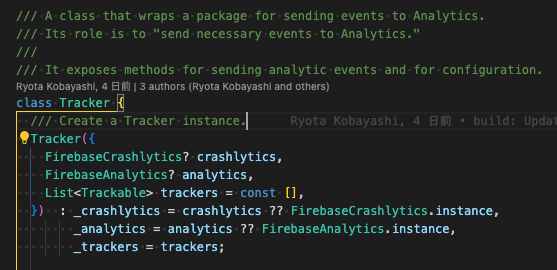 /// A class that wraps a package for sending events to Analytics.
/// Its role is to "send necessary events to Analytics."
///
/// It exposes methods for sending analytic events and for configuration.
Ryota Kobayashi, 4 日前 | 3 authors (Ryota Kobayashi and others)
class Tracker {
/// Create a Tracker instance. Ryota Kobayashi, 4 日前 • build: Updat
Tracker({
FirebaseCrashlytics? crashlytics,
FirebaseAnalytics? analytics,
List<Trackable> trackers = const [],
}) : _crashlytics = crashlytics ?? FirebaseCrashlytics.instance,
_analytics = analytics ?? FirebaseAnalytics.instance,
_trackers = trackers;